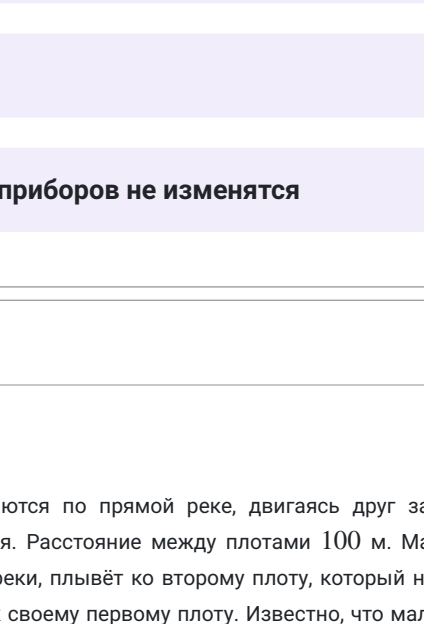 приборов не изменятся
ются по прямой реке, двигаясь друг за
я. Расстояние между плотами 100 м. Ма
реки, плывёт ко второму плоту, который н
к своему первому плоту. Известно, что мал